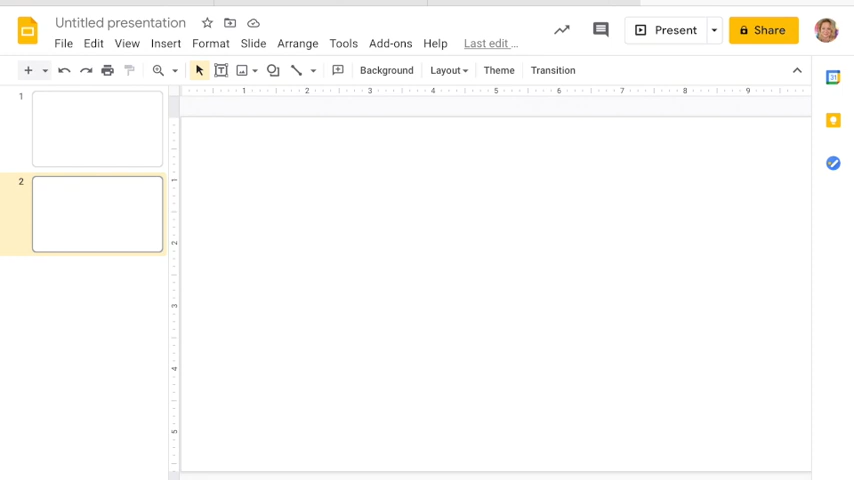 Untitled presentation
File Edit View Insert Format Slide Arrange Tools Add-ons Help Last edit ...
Present
Share
Background Layout Theme Transition
31
1 2 3 4 5 6 7 8 9
1
2
1
2
3
4
5